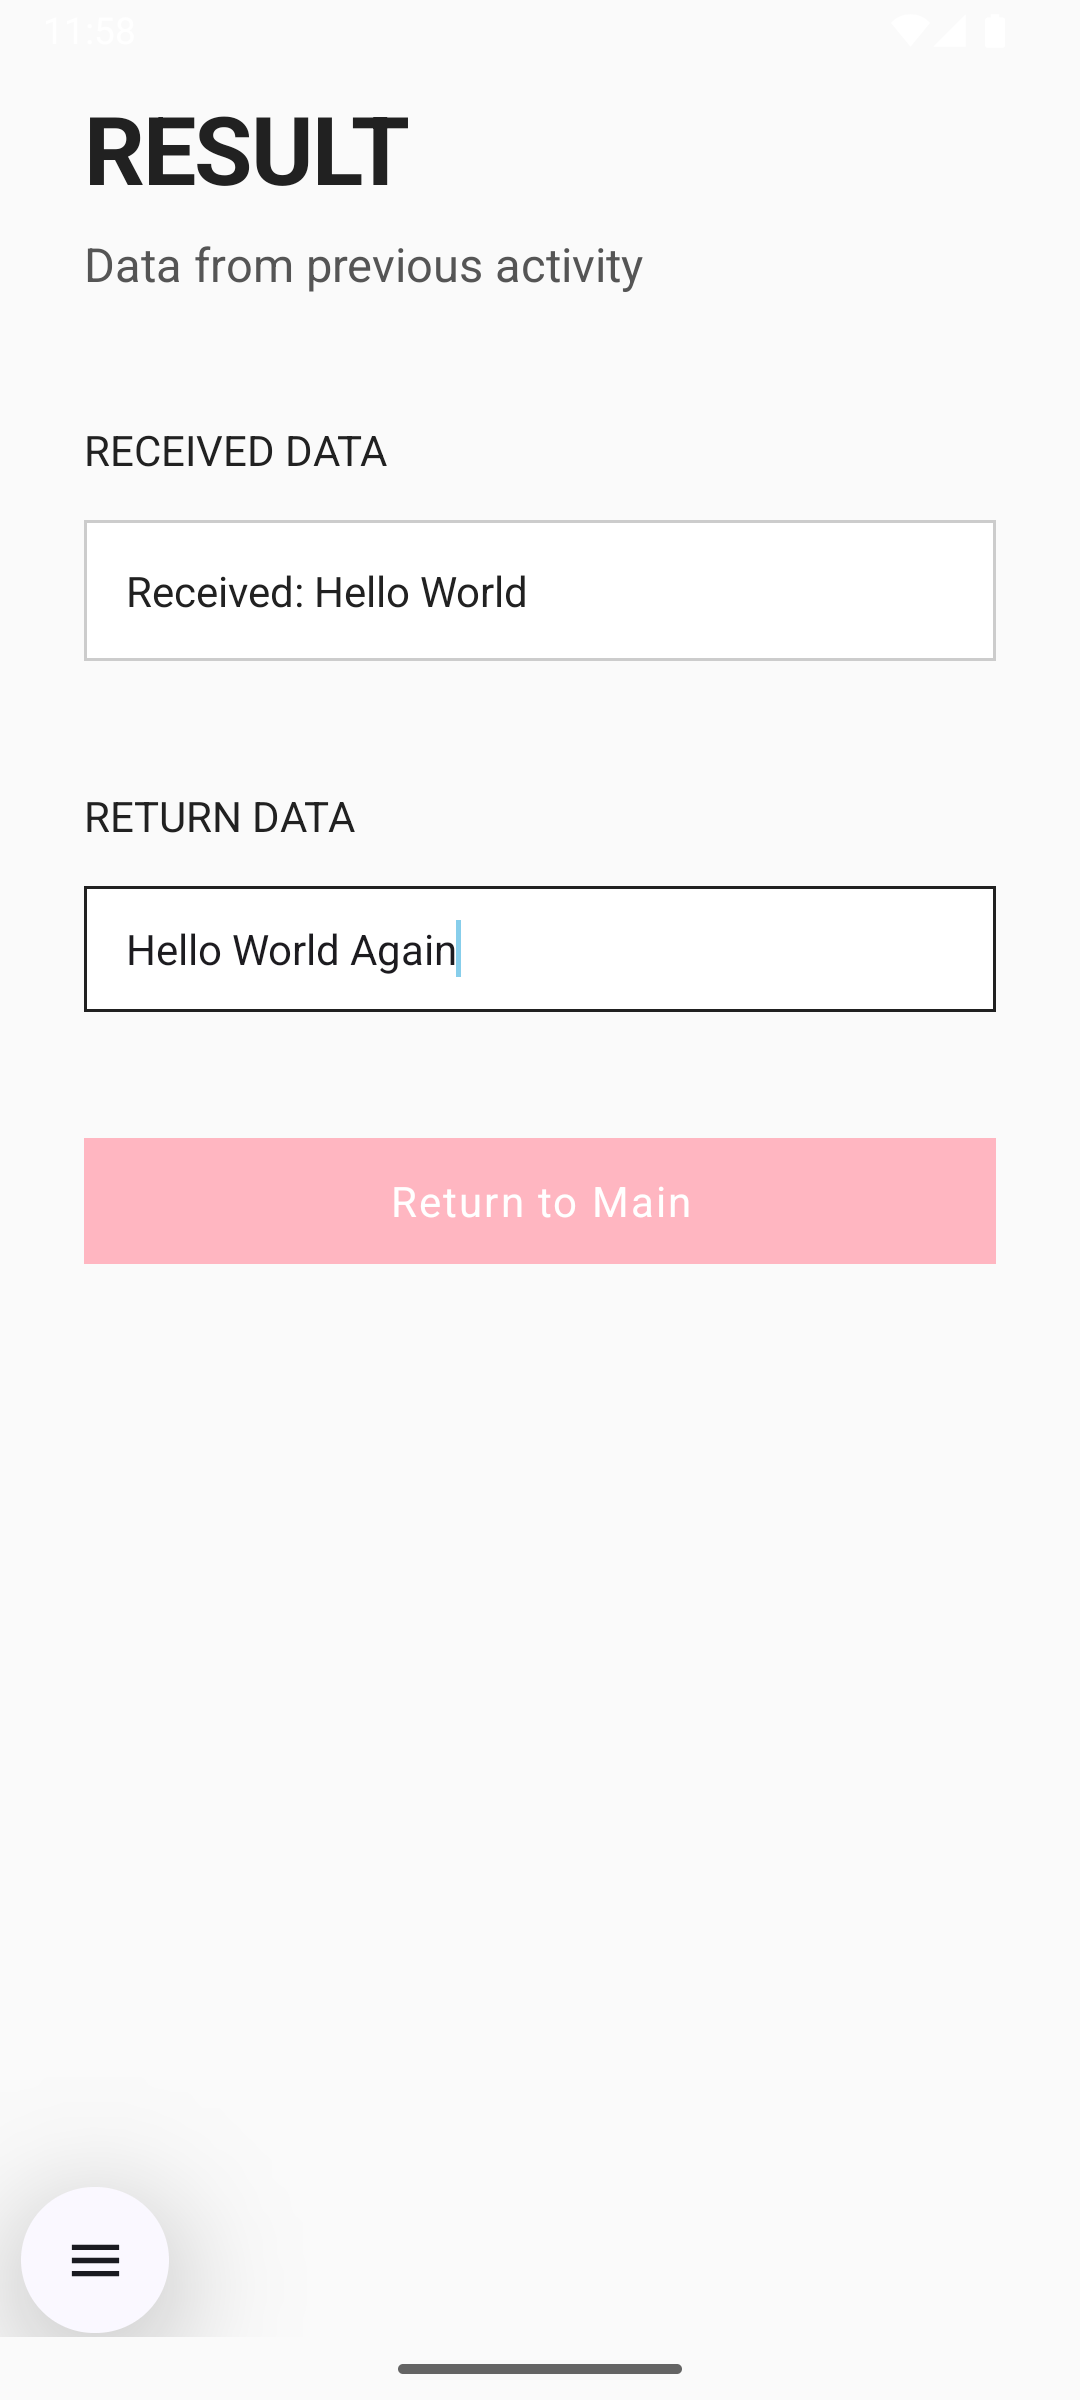 11:58
RESULT
Data from previous activity
RECEIVED DATA
Received: Hello World
RETURN DATA
Hello World Again
Return to Main